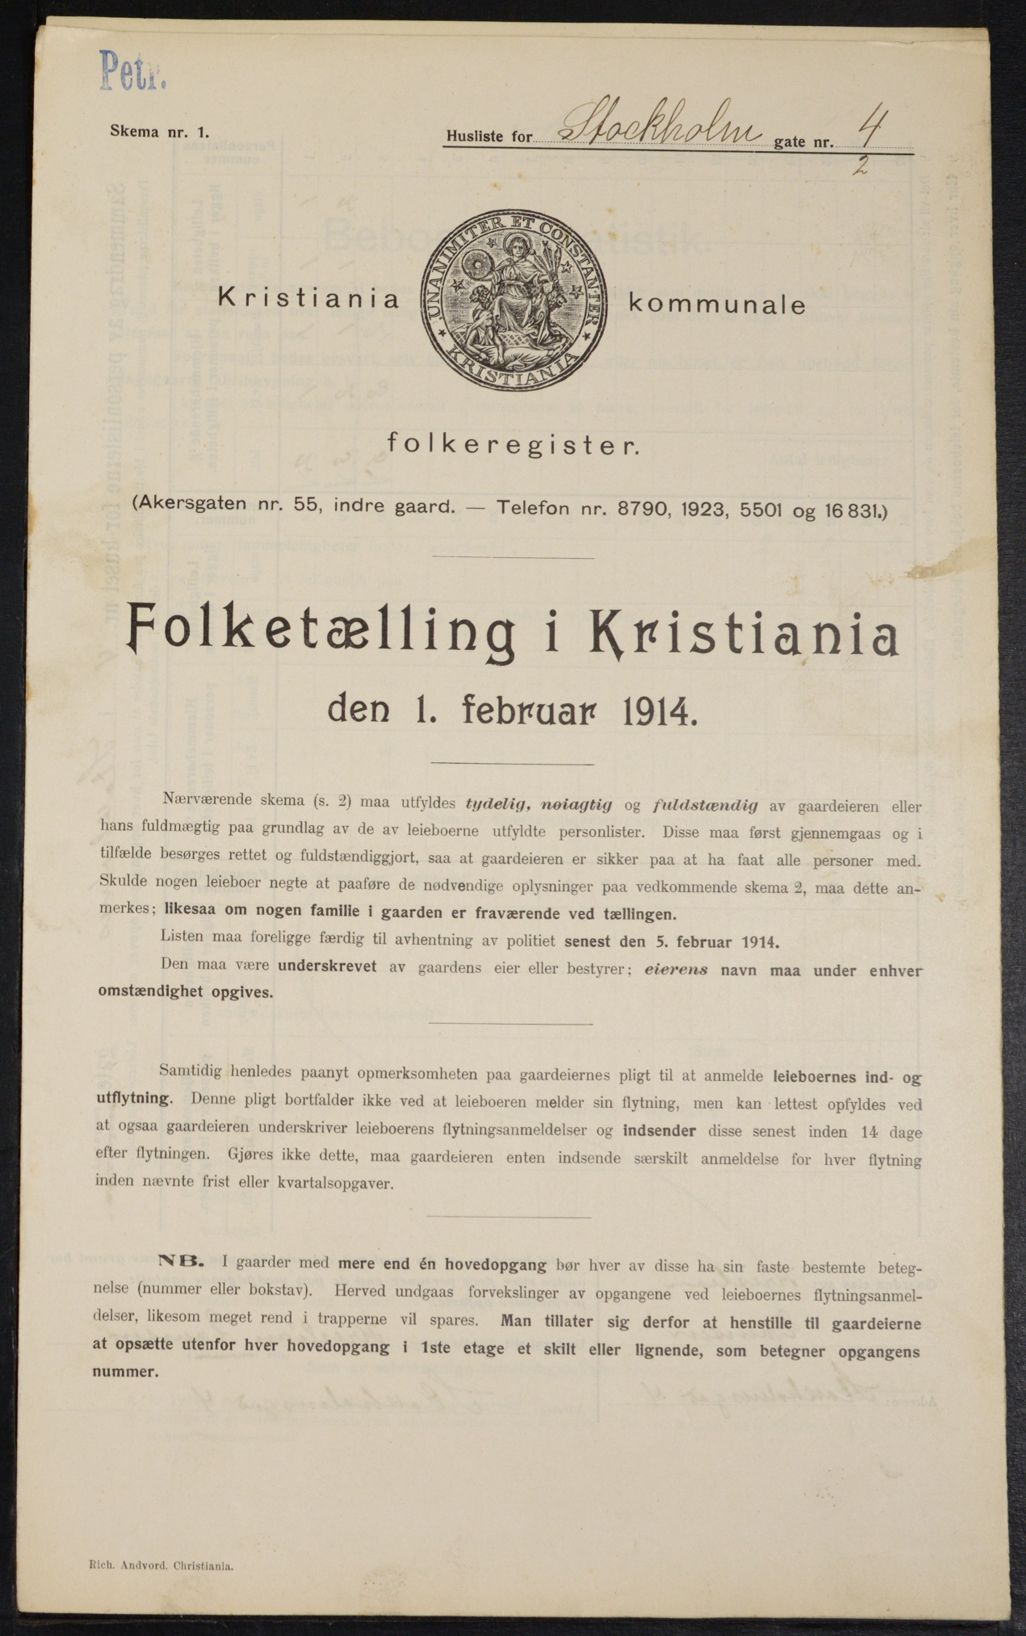 Petr.
Skema nr. 1.
Husliste for Stockholm gate nr. 4
2
UNANIMITER ET CONSTANTER
KRISTIANIA
Kristiania kommunale
folkeregister.
(Akersgaten nr. 55, indre gaard. — Telefon nr. 8790, 1923, 5501 og 16 831.)
Folketælling i Kristiania
den 1. februar 1914.
Nærværende skema (s. 2) maa utfyldes tydelig, nøiagtig og fuldstændig av gaardeieren eller
hans fuldmægtig paa grundlag av de av leieboerne utfyldte personlister. Disse maa først gjennemgaas og i
tilfælde besørges rettet og fuldstændiggjort, saa at gaardeieren er sikker paa at ha faat alle personer med.
Skulde nogen leieboer negte at paaføre de nødvendige oplysninger paa vedkommende skema 2, maa dette an-
merkes; likesaa om nogen familie i gaarden er fraværende ved tællingen.
Listen maa foreligge færdig til avhentning av politiet senest den 5. februar 1914.
Den maa være underskrevet av gaardens eier eller bestyrer; eierens navn maa under enhver
omstændighet opgives.
Samtidig henledes paanyt opmerksomheten paa gaardeiernes pligt til at anmelde leieboernes ind- og
utflytning. Denne pligt bortfalder ikke ved at leieboeren melder sin flytning, men kan lettest opfyldes ved
at ogsaa gaardeieren underskriver leieboerens flytningsanmeldelser og indsender disse senest inden 14 dage
efter flytningen. Gjøres ikke dette, maa gaardeieren enten indsende særskilt anmeldelse for hver flytning
inden nævnte frist eller kvartalsopgaver.
NB. I gaarder med mere end én hovedopgang bør hver av disse ha sin faste bestemte beteg-
nelse (nummer eller bokstav). Herved undgaas forvekslinger av opgangene ved leieboernes flytningsanmel-
delser, likesom meget rend i trapperne vil spares. Man tillater sig derfor at henstille til gaardeierne
at opsætte utenfor hver hovedopgang i 1ste etage et skilt eller lignende, som betegner opgangens
nummer.
Rich. Andvord. Christiania.